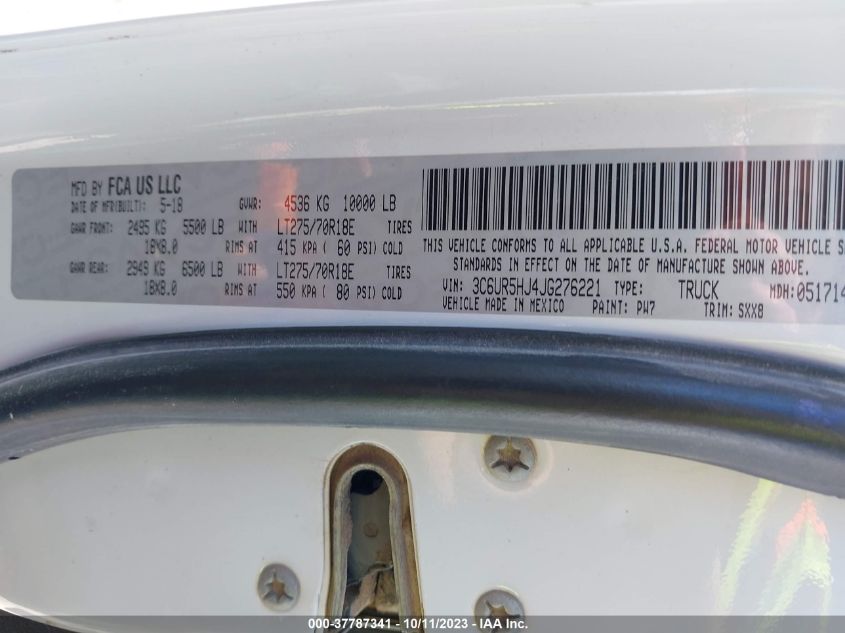 MFD BY FCA US LLC
DATE OF MFR(BUILT): 5-18 GVWR: 4536 KG 10000 LB
GAWR FRONT: 2495 KG 5500 LB WITH LT275/70R18E TIRES
18X8.0 RIMS AT 415 KPA ( 60 PSI) COLD
GAWR REAR: 2949 KG 6500 LB WITH LT275/70R18E TIRES
18X8.0 RIMS AT 550 KPA ( 80 PSI) COLD
THIS VEHICLE CONFORMS TO ALL APPLICABLE U.S.A. FEDERAL MOTOR VEHICLE S
STANDARDS IN EFFECT ON THE DATE OF MANUFACTURE SHOWN ABOVE.
VIN: 3C6UR5HJ4JG276221 TYPE: TRUCK MDH:051714
VEHICLE MADE IN MEXICO PAINT: PW7 TRIM: SXX8
000-37787341 - 10/11/2023 - IAA Inc.